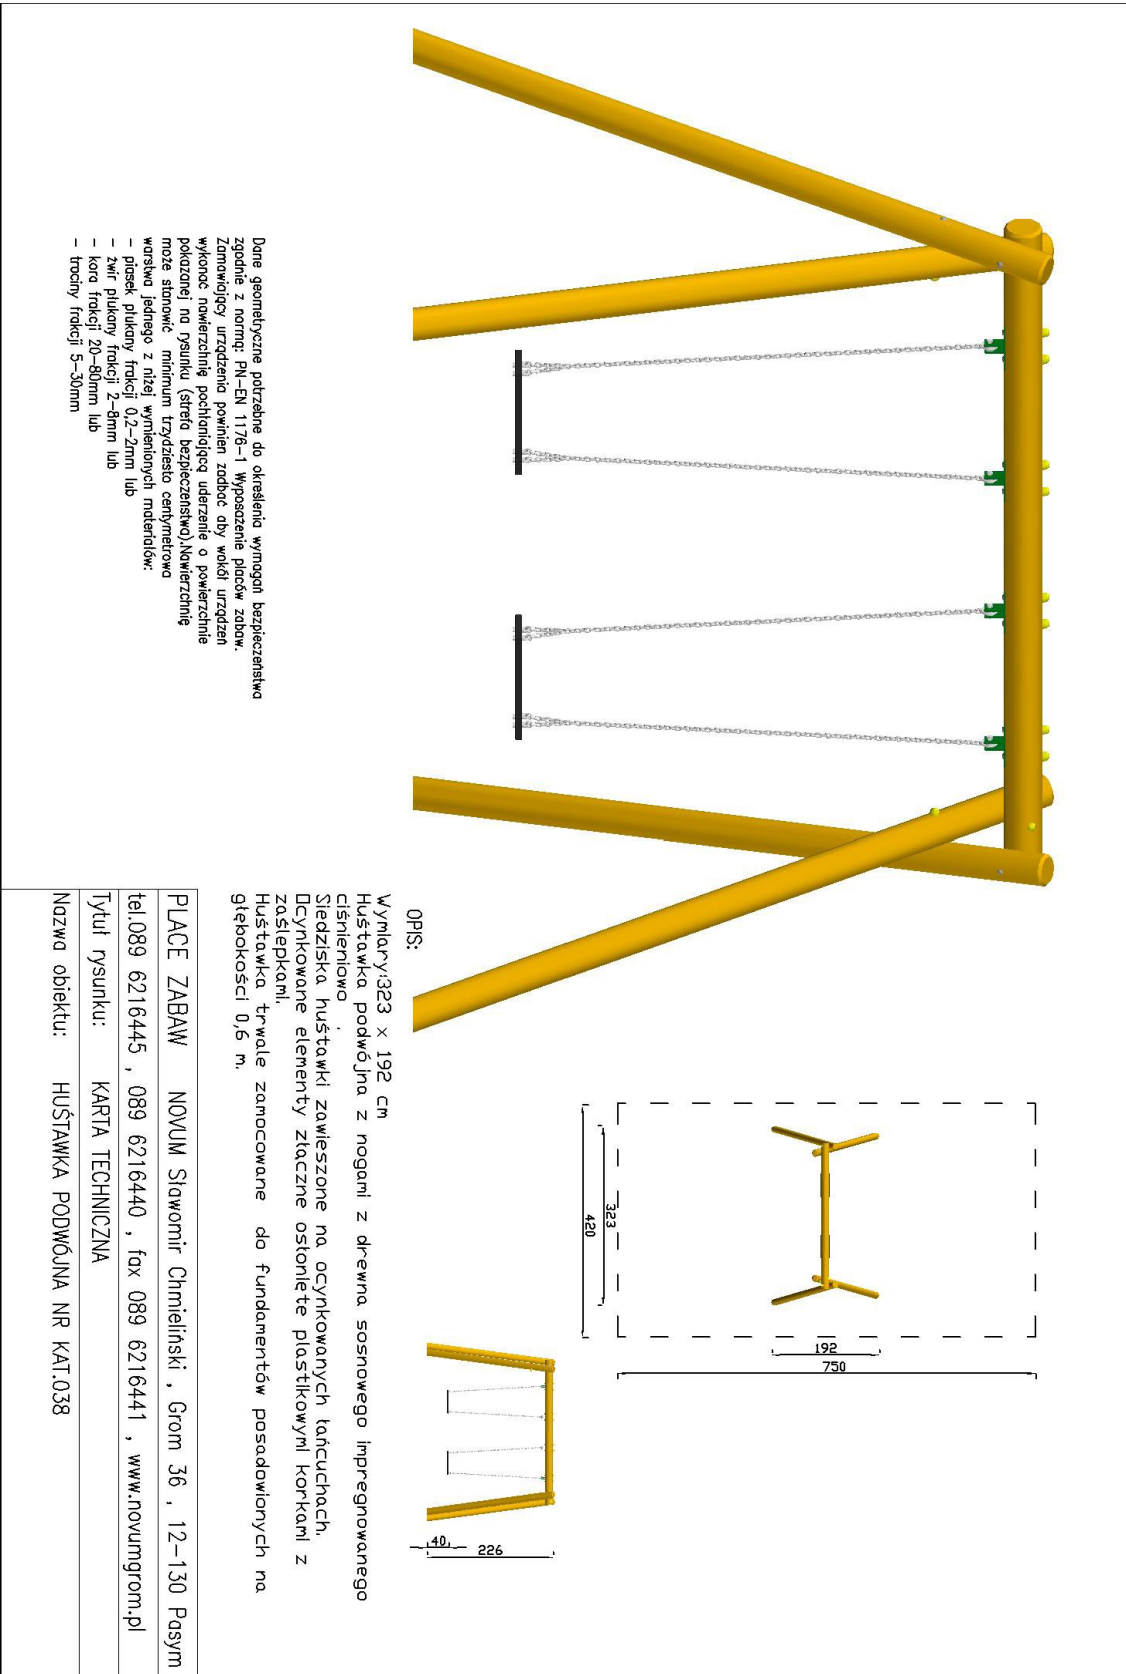 Dane geometryczne potrzebne do określenia wymagań bezpieczeństwa
zgodnie z normą: PN-EN 1176-1 Wyposażenie placów zabaw.
Zamawiający urządzenia powinien zadbać aby wokół urządzeń
wykonać nawierzchnię pochłaniającą uderzenie o powierzchnie
pokazanej na rysunku (strefa bezpieczeństwa).Nawierzchnię
może stanowić minimum trzydziesto centymetrowa
warstwa jednego z niżej wymienionych materiałów:
- piasek płukany frakcji 0,2-2mm lub
- żwir płukany frakcji 2-8mm lub
- kora frakcji 20-80mm lub
- trociny frakcji 5-30mm
323
420
192
750
40
226
OPIS:
Wymiary:323 x 192 cm
Huśtawka podwójna z nogami z drewna sosnowego impregnowanego
ciśnieniowo .
Siedziska huśtawki zawieszone na ocynkowanych łańcuchach.
Ocynkowane elementy złączne osłonięte plastikowymi korkami z
zaślepkami.
Huśtawka trwale zamocowane do fundamentów posadowionych na
głębokości 0,6 m.
PLACE ZABAW NOVUM Sławomir Chmieliński , Grom 36 , 12-130 Pasym
tel.089 6216445 , 089 6216440 , fax 089 6216441 , www.novumgrom.pl
Tytuł rysunku: KARTA TECHNICZNA
Nazwa obiektu: HUŚTAWKA PODWÓJNA NR KAT.038